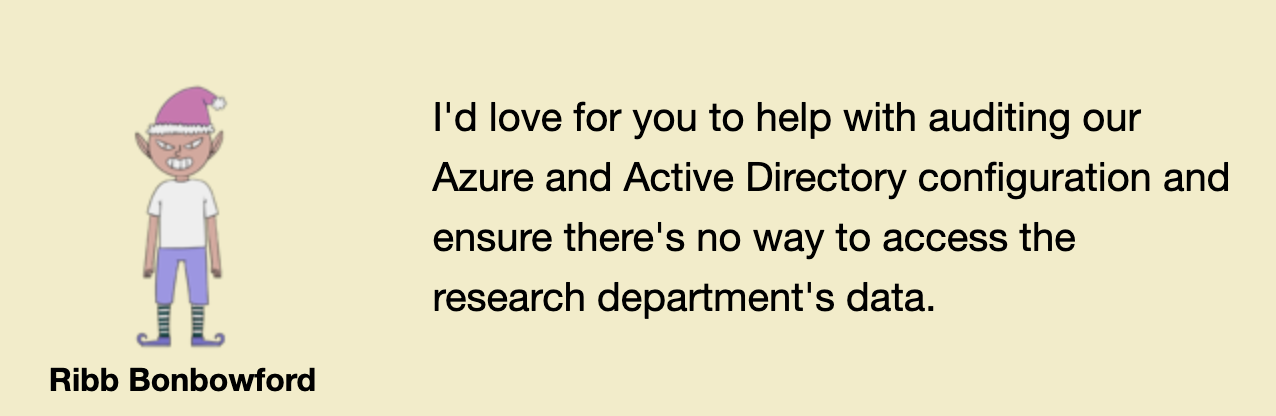 I'd love for you to help with auditing our
Azure and Active Directory configuration and
ensure there's no way to access the
research department's data.
Ribb Bonbowford